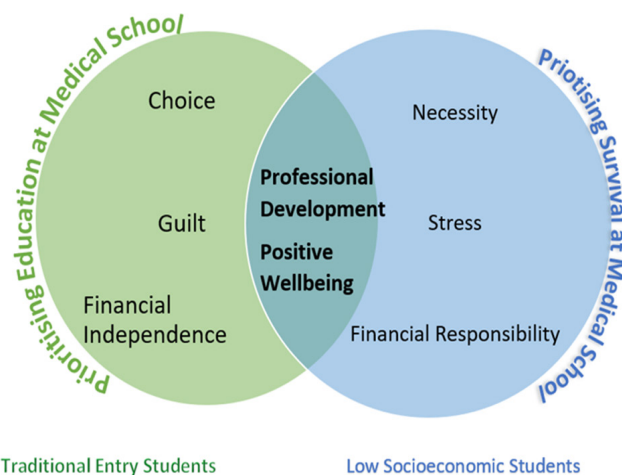 Prioritising Education at Medical School
Priotising Survival at Medical School
Choice
Necessity
Professional
Development
Guilt
Stress
Positive
Wellbeing
Financial
Independence
Financial Responsibility
Traditional Entry Students
Low Socioeconomic Students